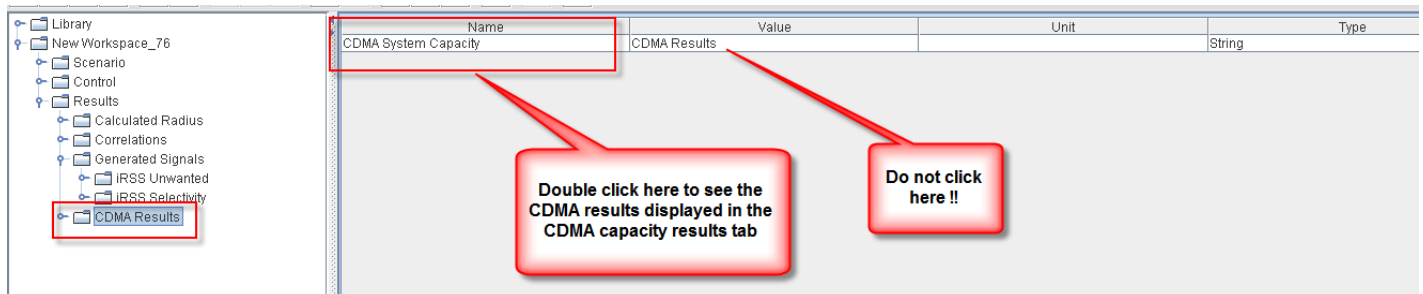 Library
New Workspace_76
Scenario
Control
Results
Calculated Radius
Correlations
Generated Signals
iRSS Unwanted
iRSS Selectivity
CDMA Results
Name Value Unit Type
CDMA System Capacity CDMA Results String
Double click here to see the
CDMA results displayed in the
CDMA capacity results tab
Do not click
here !!